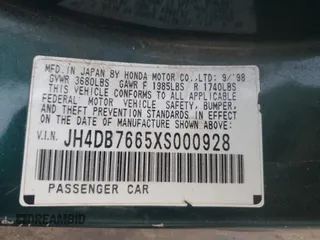 MFD. IN JAPAN BY HONDA MOTOR CO., LTD: 9/'98
GVWR 3680LBS GAWR F 1985LBS R 1740LBS
THIS VEHICLE CONFORMS TO ALL APPLICABLE
FEDERAL MOTOR VEHICLE SAFETY, BUMPER,
AND THEFT PREVENTION STANDARDS IN EFFECT
ON THE DATE OF MANUFACTURE SHOWN ABOVE.
V.I.N. JH4DB7665XS000928
PASSENGER CAR
DREAMBID